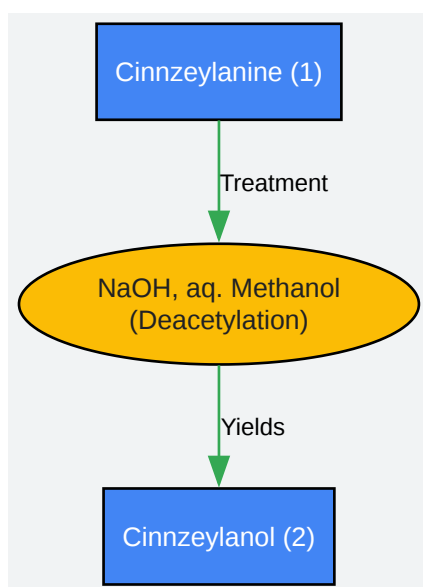 Cinnzeylanine (1)
Treatment
NaOH, aq. Methanol
(Deacetylation)
Yields
Cinnzeylanol (2)